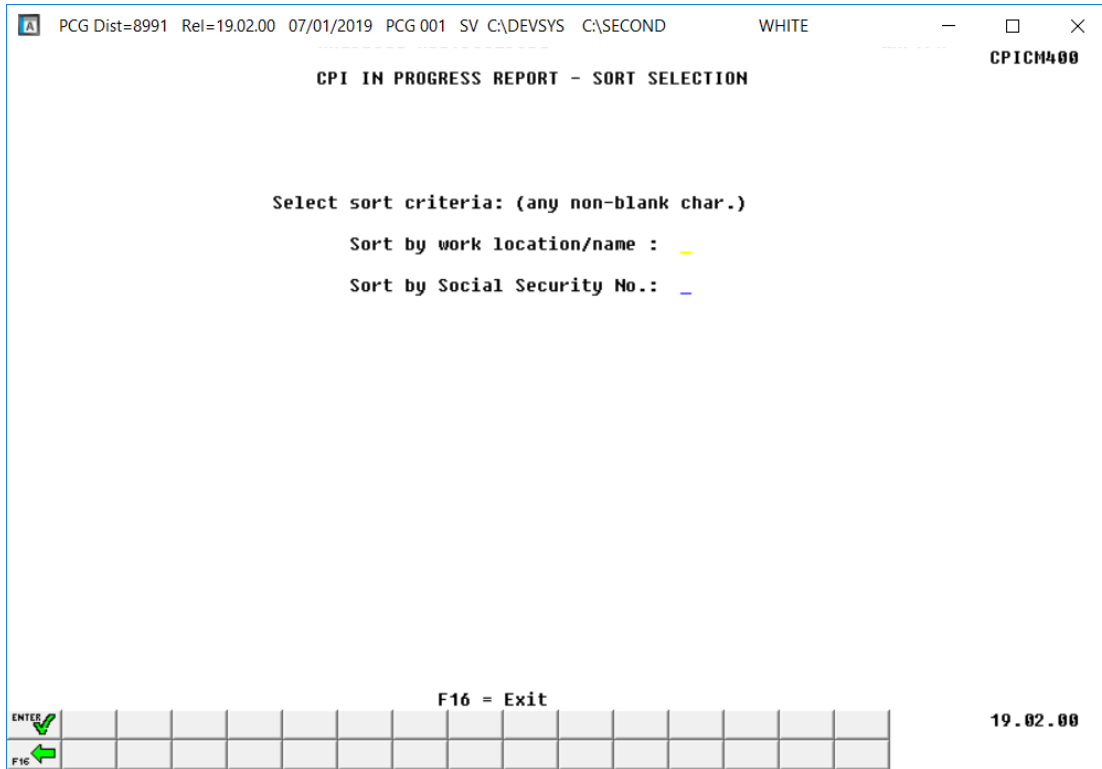 PCG Dist=8991 Rel=19.02.00 07/01/2019 PCG 001 SV C:\DEVSYS C:\SECOND WHITE
CPICM400
CPI IN PROGRESS REPORT - SORT SELECTION
Select sort criteria: (any non-blank char.)
Sort by work location/name : _
Sort by Social Security No.: _
F16 = Exit
ENTER
19.02.00
F16